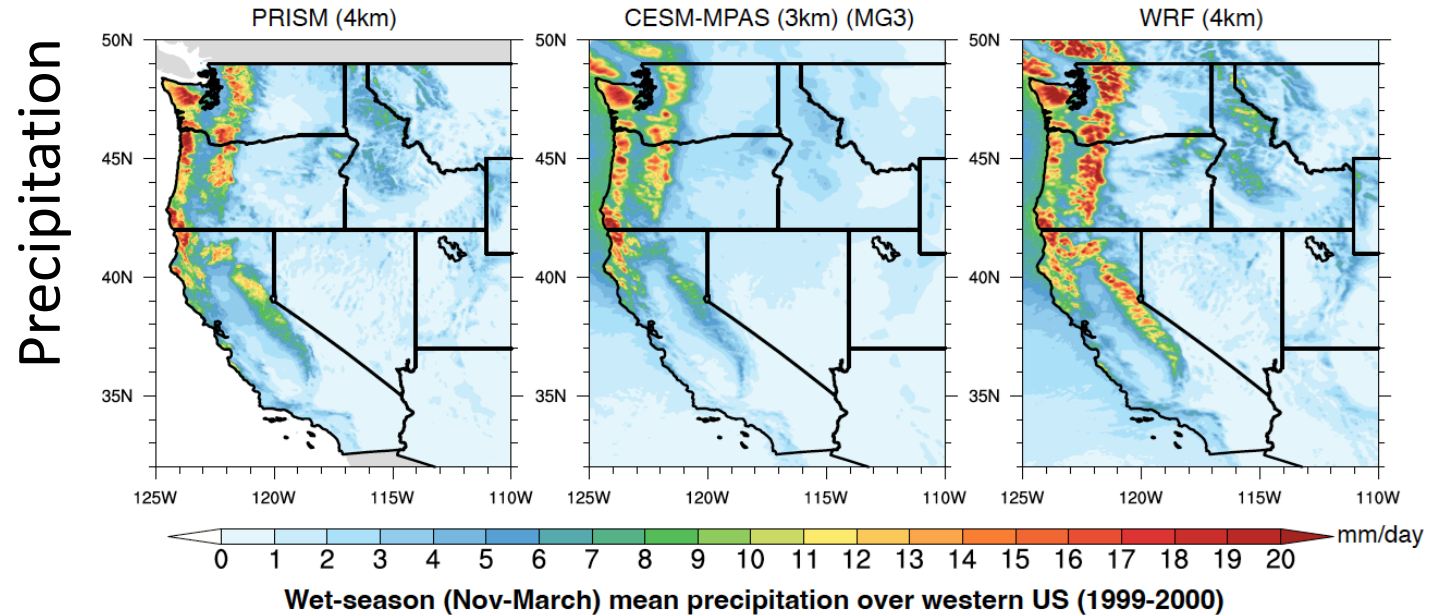 Precipitation
PRISM (4km)
CESM-MPAS (3km) (MG3)
WRF (4km)
50N
45N
40N
35N
125W 120W 115W 110W
50N
45N
40N
35N
125W 120W 115W 110W
50N
45N
40N
35N
125W 120W 115W 110W
0 1 2 3 4 5 6 7 8 9 10 11 12 13 14 15 16 17 18 19 20 mm/day
Wet-season (Nov-March) mean precipitation over western US (1999-2000)